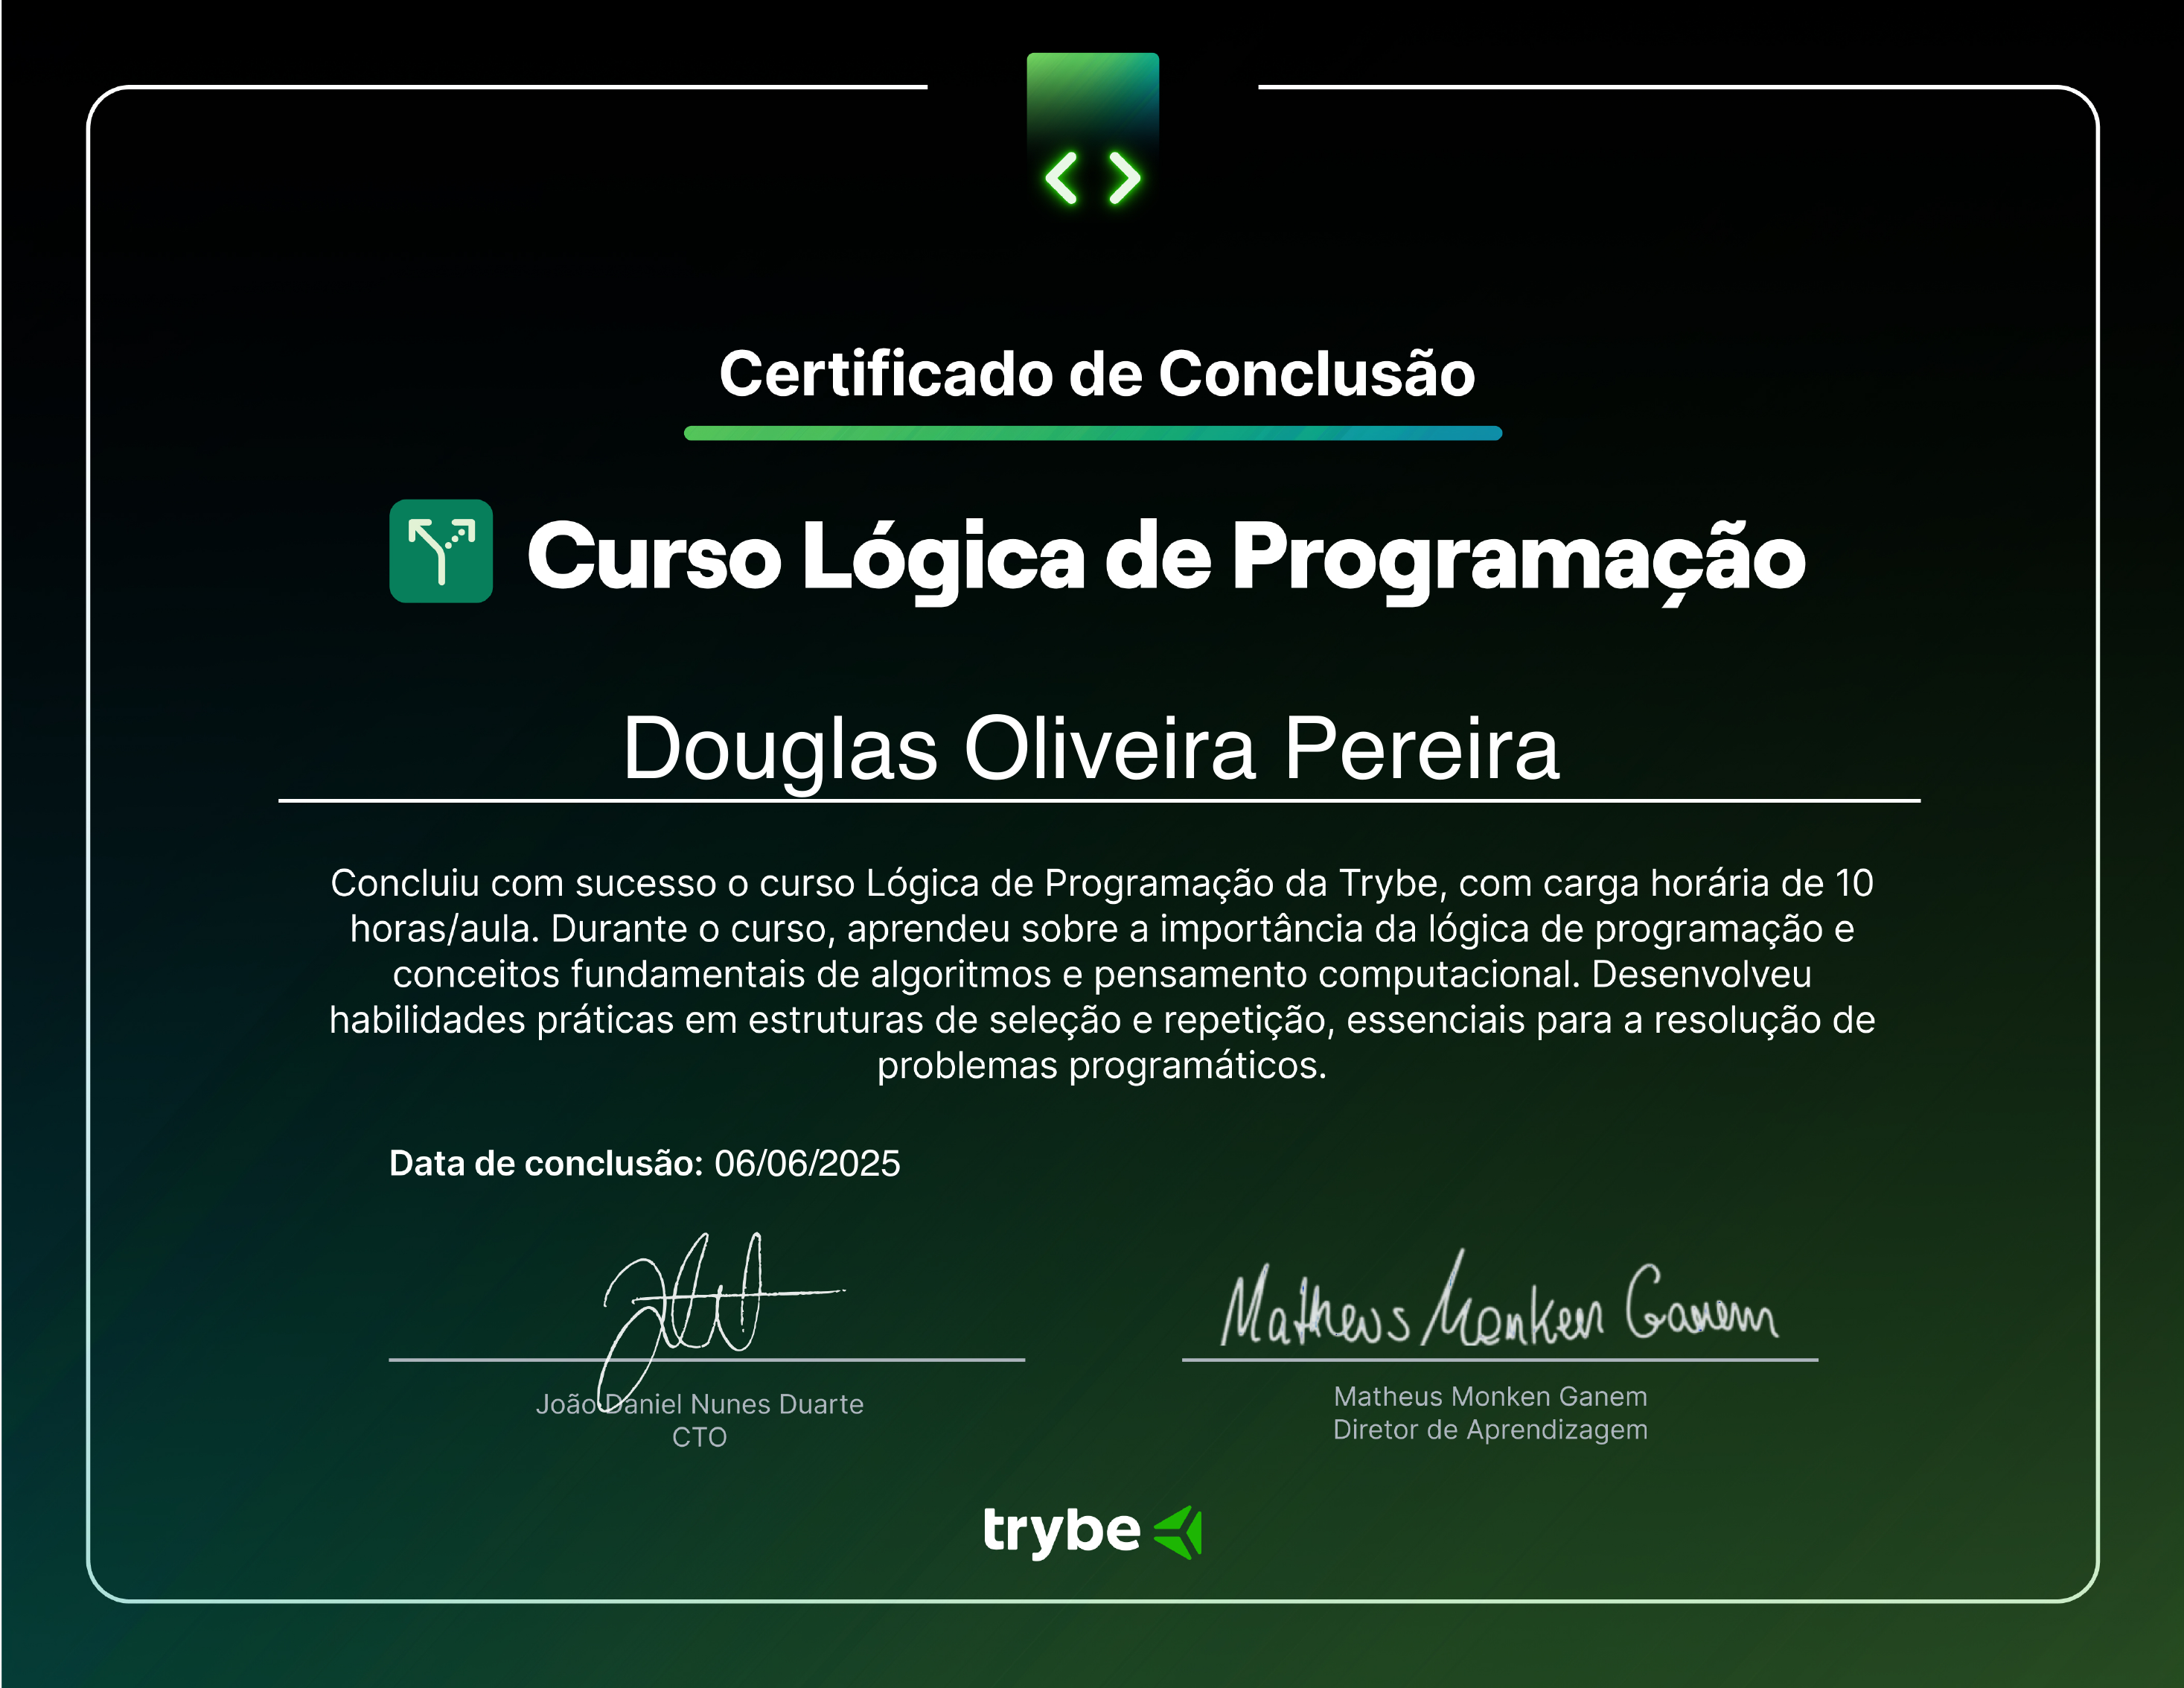 Certificado de Conclusão
Curso Lógica de Programação
Douglas Oliveira Pereira
Concluiu com sucesso o curso Lógica de Programação da Trybe, com carga horária de 10
horas/aula. Durante o curso, aprendeu sobre a importância da lógica de programação e
conceitos fundamentais de algoritmos e pensamento computacional. Desenvolveu
habilidades práticas em estruturas de seleção e repetição, essenciais para a resolução de
problemas programáticos.
Data de conclusão: 06/06/2025
Matheus Monken Ganem
João Daniel Nunes Duarte
CTO
Matheus Monken Ganem
Diretor de Aprendizagem
trybe